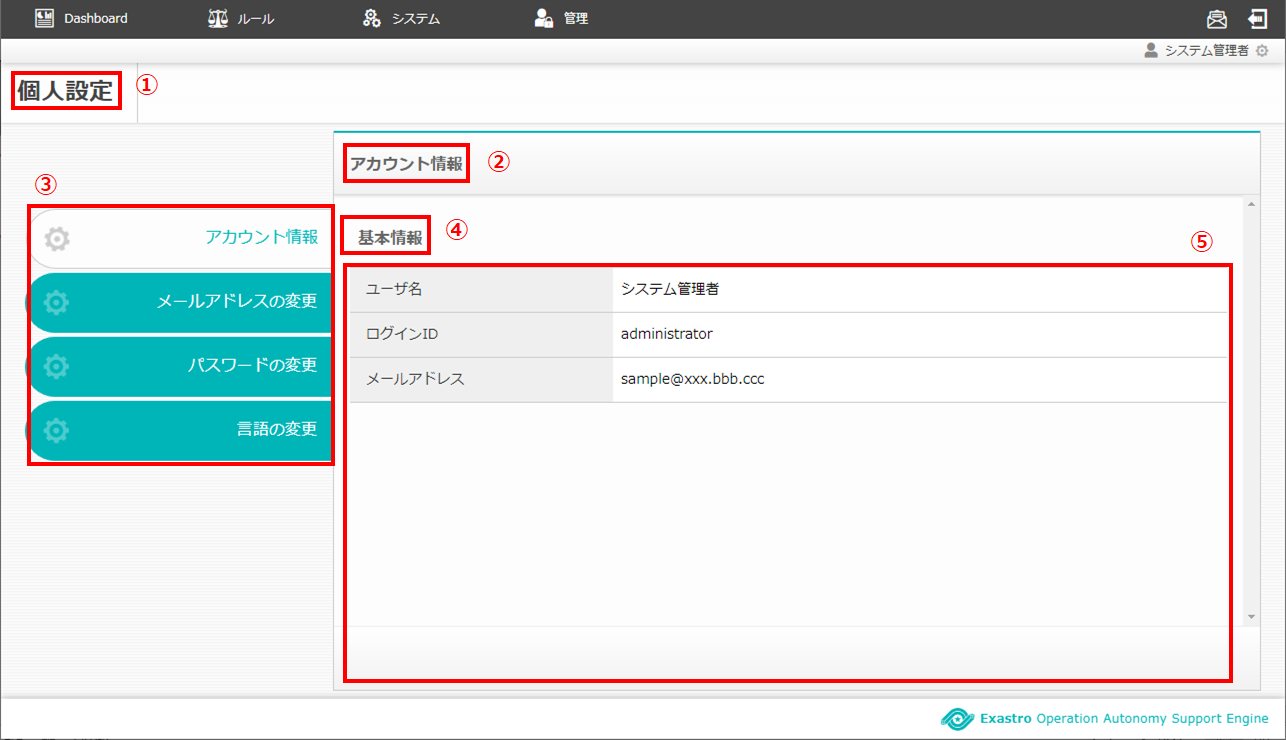 Dashboard ルール システム 管理
システム管理者
個人設定 ①
アカウント情報 ②
③
アカウント情報
メールアドレスの変更
パスワードの変更
言語の変更
基本情報 ④
⑤
ユーザ名 システム管理者
ログインID administrator
メールアドレス sample@xxx.bbb.ccc
Exastro Operation Autonomy Support Engine